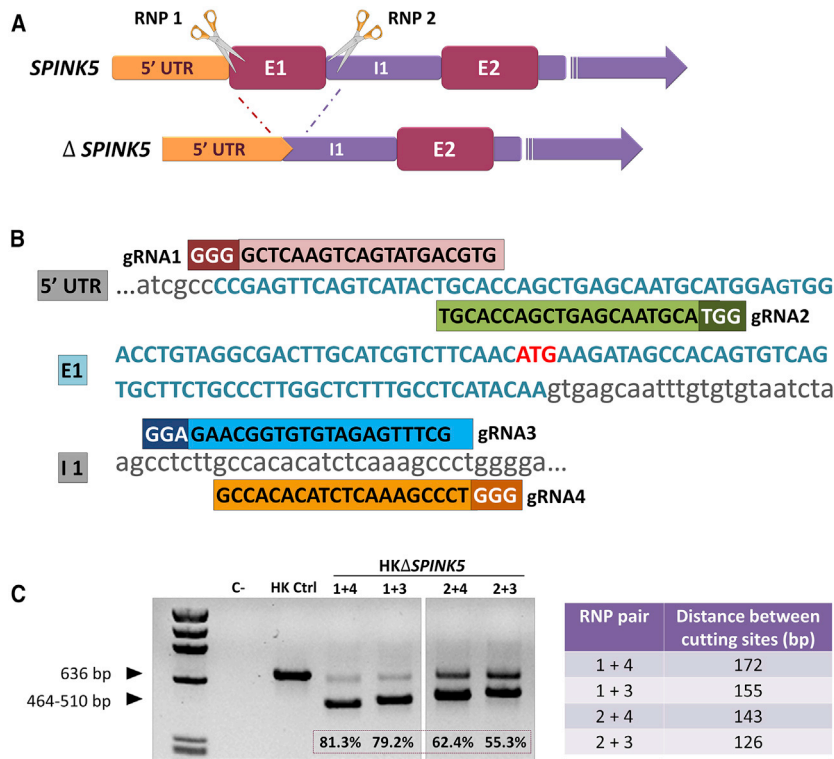 A
RNP 1
RNP 2
SPINK5
5’ UTR
E1
I1
E2
Δ SPINK5
5’ UTR
I1
E2
B
gRNA1 GGG GCTCAAGTCAGTATGACGTG
5’ UTR ...atcgccCCGAGTTCAGTCATACTGCACCAGCTGAGCAATGCATGGAGTGG
TGCACCAGCTGAGCAATGCA TGG gRNA2
E1
ACCTGTAGGCGACTTGCATCGTCTTCAACATGAAGATAGCCACAGTGTCAG
TGCTTCTGCCCTTGGCTCTTTGCCTCATACAAgtgagcaatttgtgtgtaatcta
GGA GAACGGTGTGTAGAGTTTCG gRNA3
I 1 agcctcttgccacacatctcaaagccctgggga...
GCCACACATCTCAAAGCCCT GGG gRNA4
C
HKΔSPINK5
C- HK Ctrl 1+4 1+3 2+4 2+3
636 bp
464-510 bp
81.3% 79.2% 62.4% 55.3%
RNP pair Distance between cutting sites (bp)
1 + 4 172
1 + 3 155
2 + 4 143
2 + 3 126